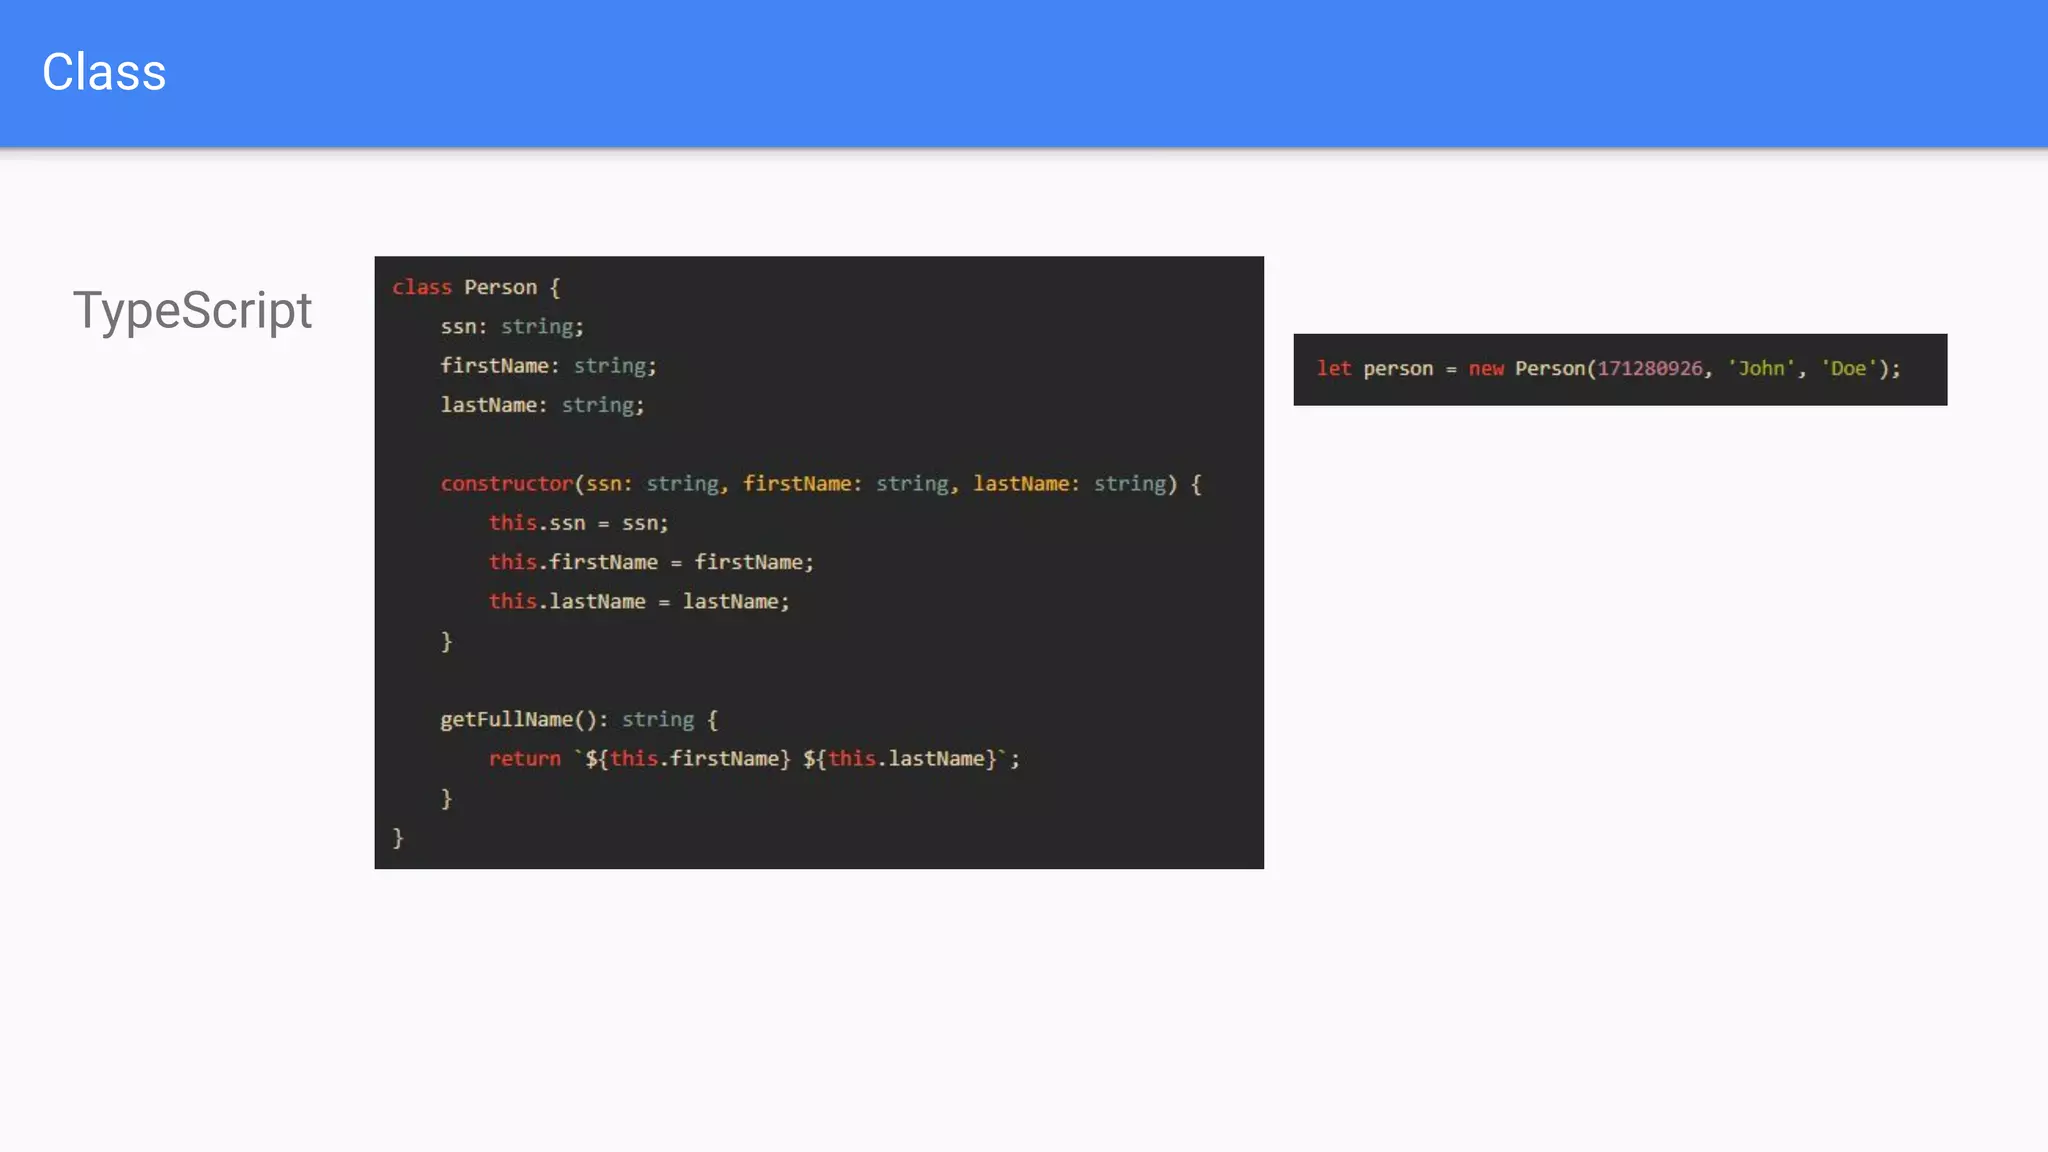 Class
TypeScript
class Person {
    ssn: string;
    firstName: string;
    lastName: string;
    constructor(ssn: string, firstName: string, lastName: string) {
        this.ssn = ssn;
        this.firstName = firstName;
        this.lastName = lastName;
    }
    getFullName(): string {
        return `${this.firstName} ${this.lastName}`;
    }
}
let person = new Person(171280926, 'John', 'Doe');